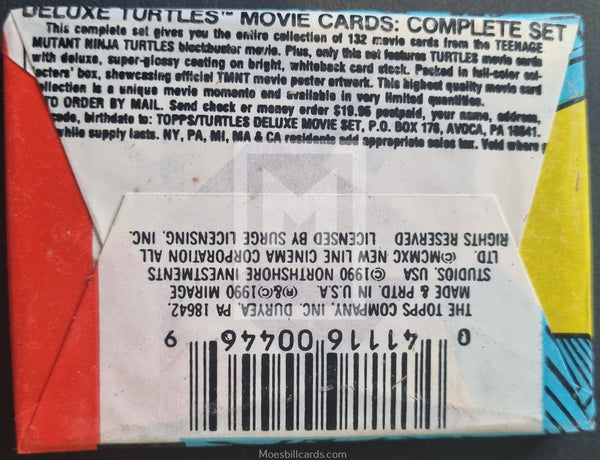 DELUXE TURTLES™ MOVIE CARDS: COMPLETE SET
This complete set gives you the entire collection of 132 movie cards from the TEENAGE
MUTANT NINJA TURTLES blockbuster movie. Plus, only this set features TURTLES movie cards
with deluxe, super-glossy coating on bright, whiteback card stock. Packed in full-color col-
ectors' box, showcasing official TMNT movie poster artwork. This highest quality movie card
ollection is a unique movie momento and available in very limited quantities.
TO ORDER BY MAIL. Send check or money order $19.95 postpaid, your name, address,
code, birthdate to: TOPPS/TURTLES DELUXE MOVIE SET, P.O. BOX 176, AVOCA, PA 18641.
while supply lasts. NY, PA, MI, MA & CA residents add appropriate sales tax. Void where
THE TOPPS COMPANY, INC. DURYEA, PA 18642.
MADE & PRTD. IN U.S.A. ®&©1990 MIRAGE
STUDIOS, USA ©1990 NORTHSHORE INVESTMENTS
LTD. ©MCMXC NEW LINE CINEMA CORPORATION ALL
RIGHTS RESERVED LICENSED BY SURGE LICENSING, INC.
0 41116 00446 9
M
Moesbillcards.com